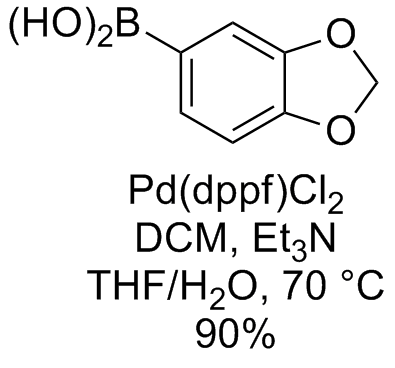 (HO)₂B
O
O
Pd(dppf)Cl₂
DCM, Et₃N
THF/H₂O, 70 °C
90%